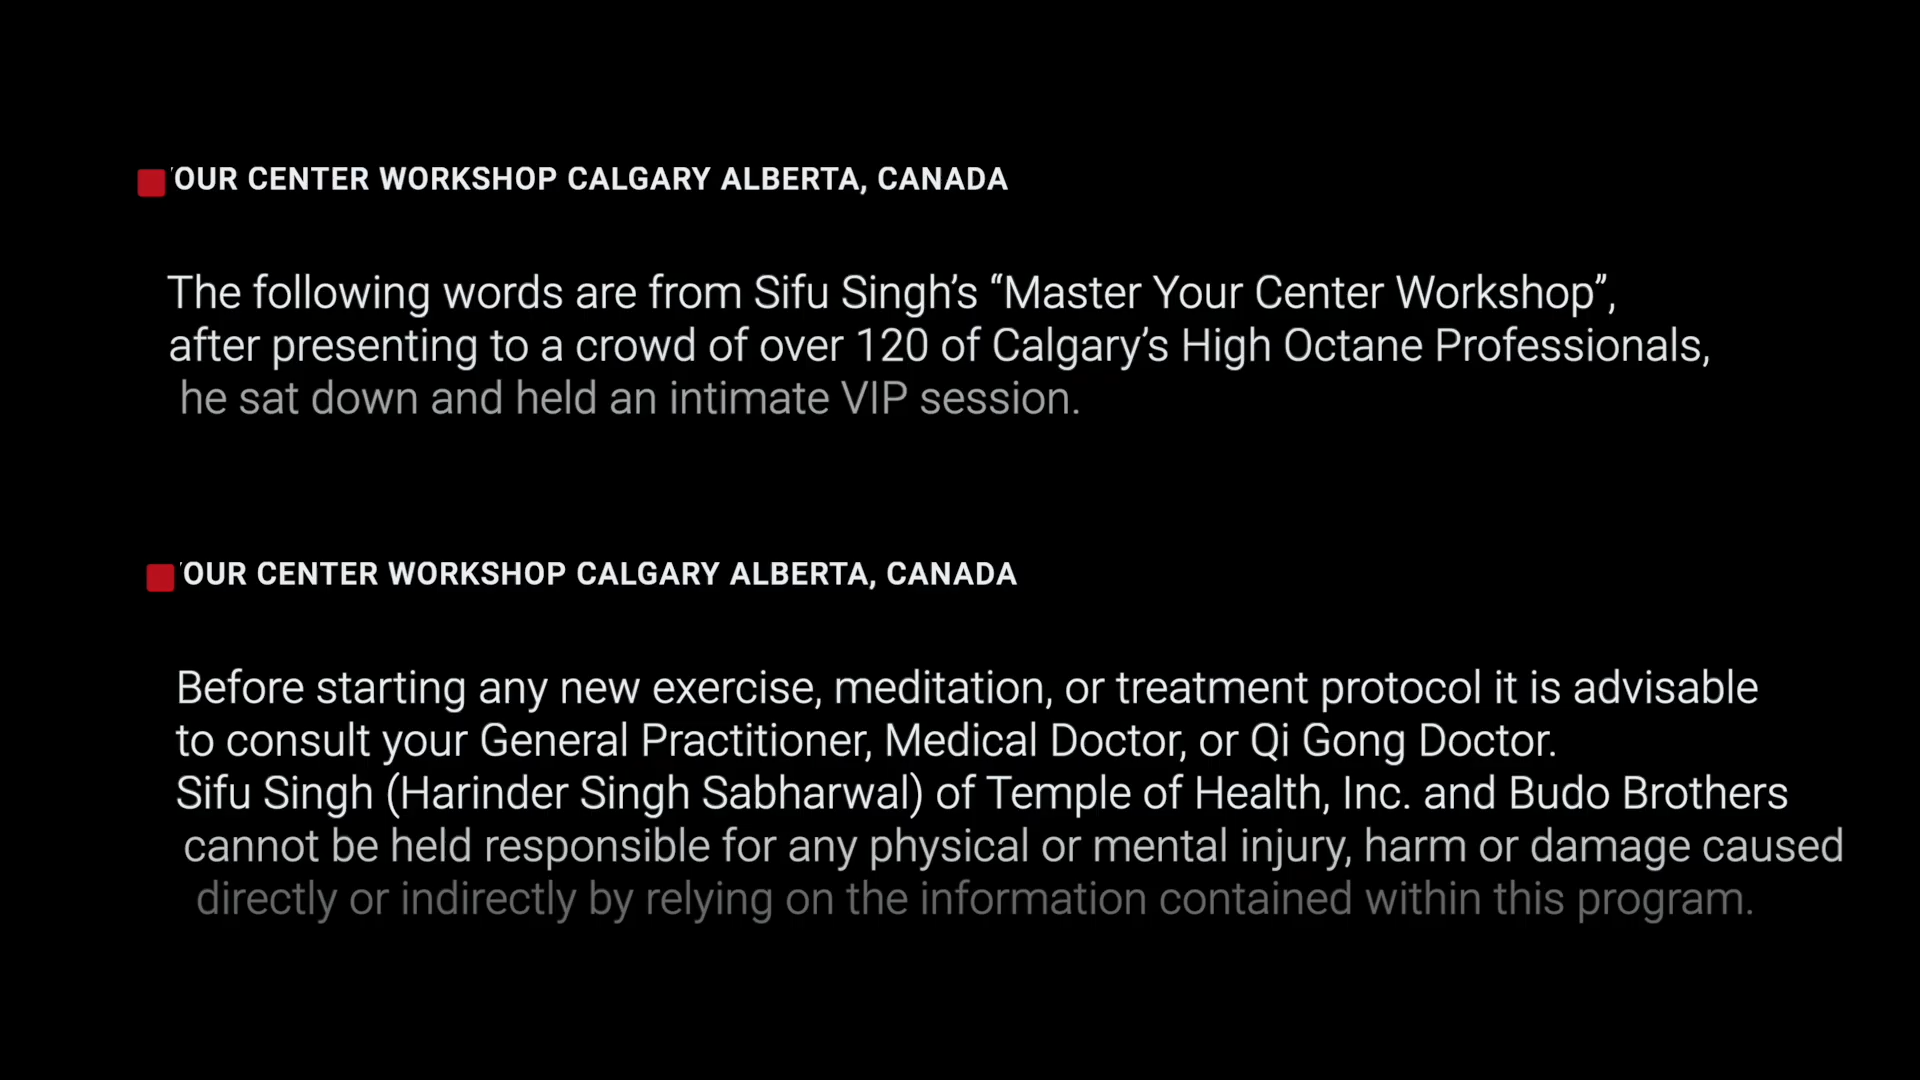 OUR CENTER WORKSHOP CALGARY ALBERTA, CANADA
The following words are from Sifu Singh’s “Master Your Center Workshop”,
after presenting to a crowd of over 120 of Calgary’s High Octane Professionals,
he sat down and held an intimate VIP session.
OUR CENTER WORKSHOP CALGARY ALBERTA, CANADA
Before starting any new exercise, meditation, or treatment protocol it is advisable
to consult your General Practitioner, Medical Doctor, or Qi Gong Doctor.
Sifu Singh (Harinder Singh Sabharwal) of Temple of Health, Inc. and Budo Brothers
cannot be held responsible for any physical or mental injury, harm or damage caused
directly or indirectly by relying on the information contained within this program.